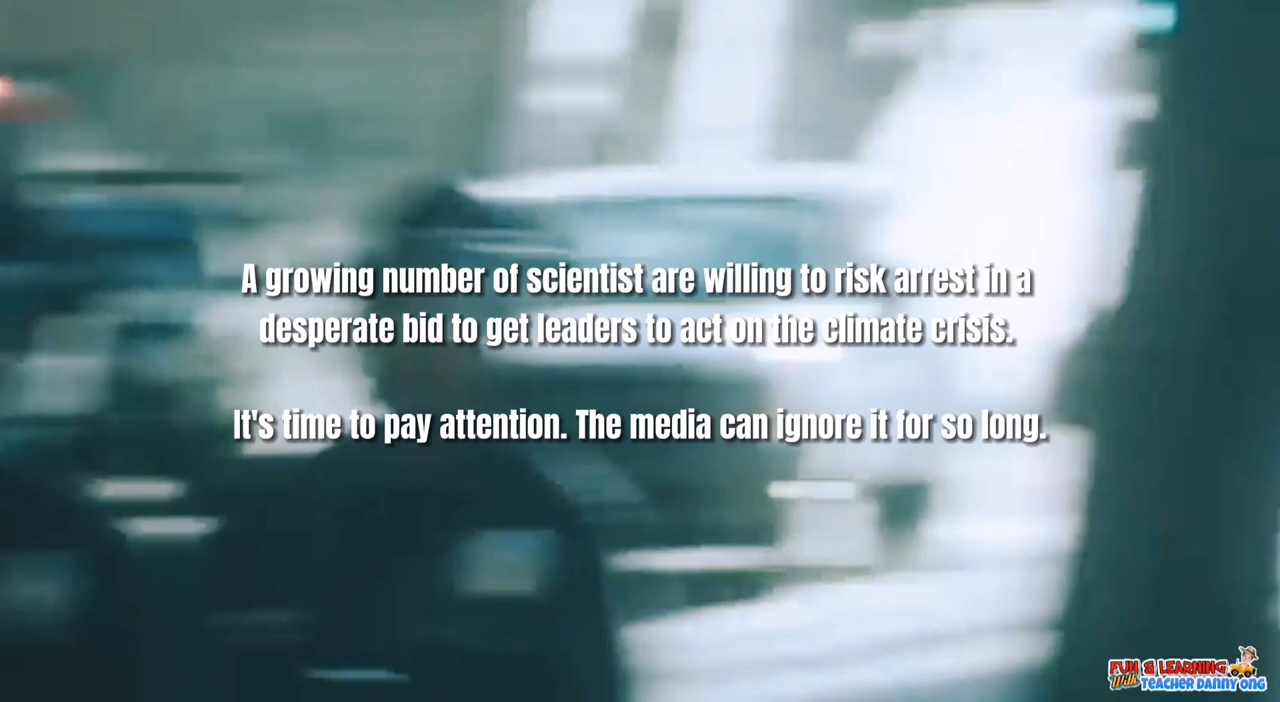 A growing number of scientist are willing to risk arrest in a
desperate bid to get leaders to act on the climate crisis.
It's time to pay attention. The media can ignore it for so long.
FUN & LEARNING
With TEACHER DANNY ONG